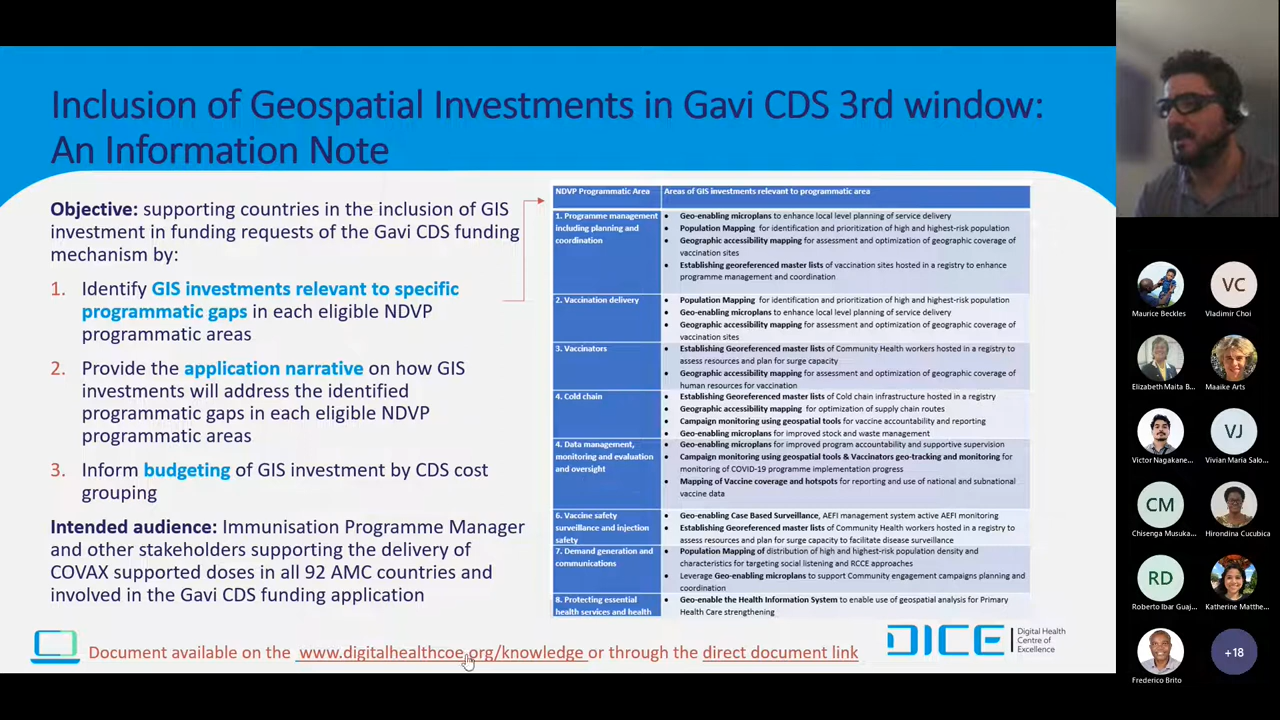 Inclusion of Geospatial Investments in Gavi CDS 3rd window:
An Information Note
Objective: supporting countries in the inclusion of GIS
investment in funding requests of the Gavi CDS funding
mechanism by:
1. Identify GIS investments relevant to specific
programmatic gaps in each eligible NDVP
programmatic areas
2. Provide the application narrative on how GIS
investments will address the identified
programmatic gaps in each eligible NDVP
programmatic areas
3. Inform budgeting of GIS investment by CDS cost
grouping
Intended audience: Immunisation Programme Manager
and other stakeholders supporting the delivery of
COVAX supported doses in all 92 AMC countries and
involved in the Gavi CDS funding application
NDVP Programmatic Area
Areas of GIS investments relevant to programmatic area
1. Programme management
including planning and
coordination
• Geo-enabling microplans to enhance local level planning of service delivery
• Population Mapping for identification and prioritization of high and highest-risk population
• Geographic accessibility mapping for assessment and optimization of geographic coverage of
vaccination sites
• Establishing georeferenced master lists of vaccination sites hosted in a registry to enhance
programme management and coordination
2. Vaccination delivery
• Population Mapping for identification and prioritization of high and highest-risk population
• Geo-enabling microplans to enhance local level planning of service delivery
• Geographic accessibility mapping for assessment and optimization of geographic coverage of
vaccination sites
3. Vaccinators
• Establishing Georeferenced master lists of Community Health workers hosted in a registry to
assess resources and plan for surge capacity
• Geographic accessibility mapping for assessment and optimization of geographic coverage of
human resources for vaccination
4. Cold chain
• Establishing Georeferenced master lists of Cold chain infrastructure hosted in a registry
• Geographic accessibility mapping for optimization of supply chain routes
• Campaign monitoring using geospatial tools for vaccine accountability and reporting
• Geo-enabling microplans for improved stock and waste management
4. Data management,
monitoring and evaluation
and oversight
• Geo-enabling microplans for improved program accountability and supportive supervision
• Campaign monitoring using geospatial tools & Vaccinators geo-tracking and monitoring for
monitoring of COVID-19 programme implementation progress
• Mapping of Vaccine coverage and hotspots for reporting and use of national and subnational
vaccine data
6. Vaccine safety
surveillance and injection
safety
• Geo-enabling Case Based Surveillance, AEFI management system active AEFI monitoring
• Establishing Georeferenced master lists of Community Health workers hosted in a registry to
assess resources and plan for surge capacity to facilitate disease surveillance
7. Demand generation and
communications
• Population Mapping of distribution of high and highest-risk population density and
characteristics for targeting social listening and RCCE approaches
• Leverage Geo-enabling microplans to support Community engagement campaigns planning and
coordination
8. Protecting essential
health services and health
• Geo-enable the Health Information System to enable use of geospatial analysis for Primary
Health Care strengthening
Document available on the www.digitalhealthcoe.org/knowledge or through the direct document link
DICE
Digital Health
Centre of
Excellence
Maurice Beckles
VC
Vladimir Choi
Elizabeth Maita B...
Maaike Arts
Victor Nagakane...
VJ
Vivian Maria Salo...
CM
Chisenga Musuka...
Hirondina Cucubica
RD
Roberto Ibar Guaj...
Katherine Matthe...
Frederico Brito
+18